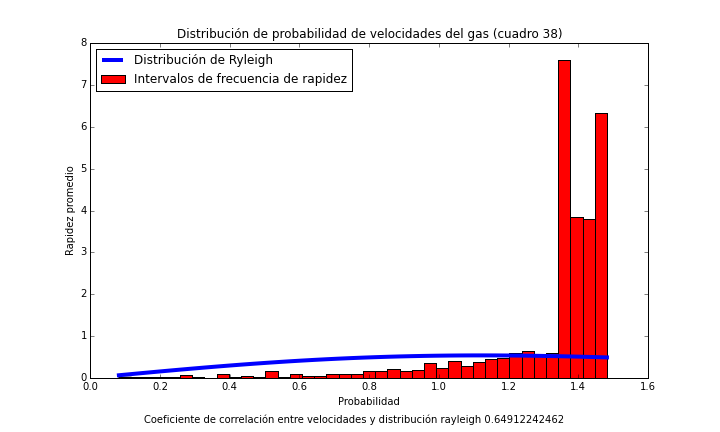 Distribución de probabilidad de velocidades del gas (cuadro 38)
Distribución de Ryleigh
Intervalos de frecuencia de rapidez
8
7
6
5
4
3
2
1
0
Rapidez promedio
0.0 0.2 0.4 0.6 0.8 1.0 1.2 1.4 1.6
Probabilidad
Coeficiente de correlación entre velocidades y distribución rayleigh 0.64912242462